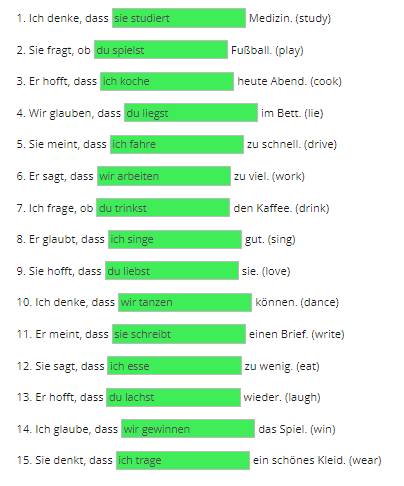 1. Ich denke, dass sie studiert Medizin. (study)
2. Sie fragt, ob du spielst Fußball. (play)
3. Er hofft, dass ich koche heute Abend. (cook)
4. Wir glauben, dass du liegst im Bett. (lie)
5. Sie meint, dass ich fahre zu schnell. (drive)
6. Er sagt, dass wir arbeiten zu viel. (work)
7. Ich frage, ob du trinkst den Kaffee. (drink)
8. Er glaubt, dass ich singe gut. (sing)
9. Sie hofft, dass du liebst sie. (love)
10. Ich denke, dass wir tanzen können. (dance)
11. Er meint, dass sie schreibt einen Brief. (write)
12. Sie sagt, dass ich esse zu wenig. (eat)
13. Er hofft, dass du lachst wieder. (laugh)
14. Ich glaube, dass wir gewinnen das Spiel. (win)
15. Sie denkt, dass ich trage ein schönes Kleid. (wear)